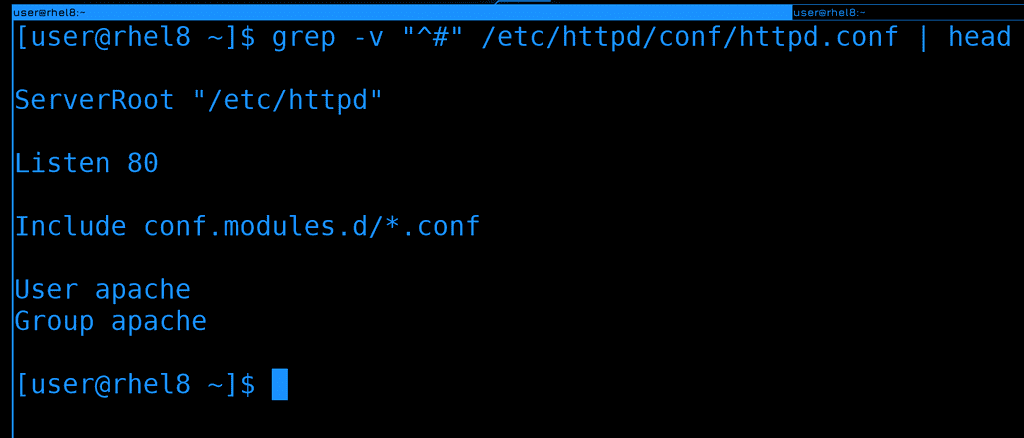 user@rhel8:~
user@rhel8:~
[user@rhel8 ~]$ grep -v "^#" /etc/httpd/conf/httpd.conf | head
ServerRoot "/etc/httpd"
Listen 80
Include conf.modules.d/*.conf
User apache
Group apache
[user@rhel8 ~]$